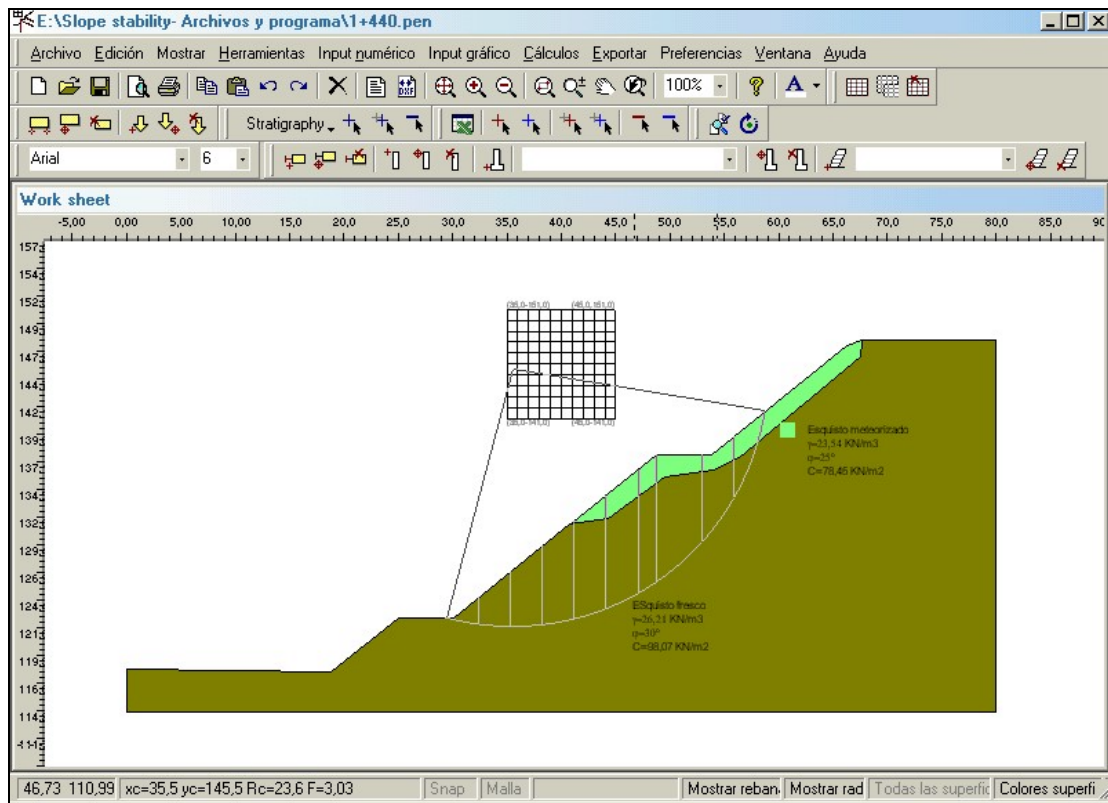 E:\Slope stability- Archivos y programa\1+440.pen
Archivo Edición Mostrar Herramientas Input numérico Input gráfico Cálculos Exportar Preferencias Ventana Ayuda
100%
Stratigraphy
Arial 6
Work sheet
-5,00 0,00 5,00 10,00 15,00 20,00 25,00 30,0 35,0 40,0 45,0 50,0 55,0 60,0 65,0 70,0 75,0 80,0 85,0 90
157
154
152
149
147
144
142
139
137
134
132
129
126
124
121
119
116
114
(45,0,151,0)
Esquisto meteorizado
γ=23,54 KN/m3
φ=25°
C=78,45 KN/m2
ESquisto fresco
γ=26,21 KN/m3
φ=30°
C=98,07 KN/m2
46,73 110,99 xc=35,5 yc=145,5 Rc=23,6 F=3,03 Snap Malla Mostrar reban. Mostrar rad Todas las superfic Colores superfi